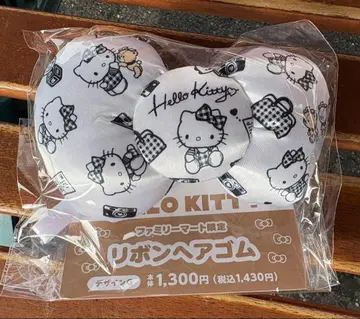 Hello Kitty
LO KITTY
ファミリーマート限定
リボンヘアゴム
デザインC
本体1,300円(税込1,430円)